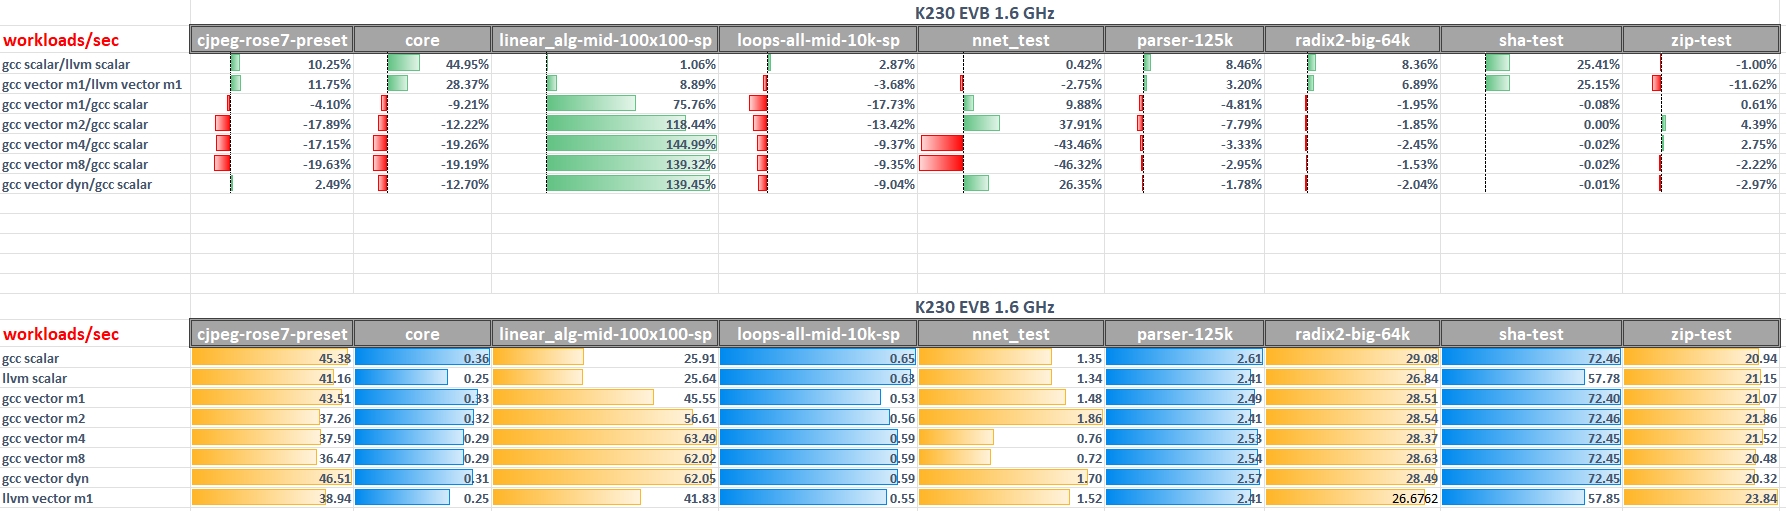 K230 EVB 1.6 GHz
workloads/sec cjpeg-rose7-preset core linear_alg-mid-100x100-sp loops-all-mid-10k-sp nnet_test parser-125k radix2-big-64k sha-test zip-test
gcc scalar/llvm scalar 10.25% 44.95% 1.06% 2.87% 0.42% 8.46% 8.36% 25.41% -1.00%
gcc vector m1/llvm vector m1 11.75% 28.37% 8.89% -3.68% -2.75% 3.20% 6.89% 25.15% -11.62%
gcc vector m1/gcc scalar -4.10% -9.21% 75.76% -17.73% 9.88% -4.81% -1.95% -0.08% 0.61%
gcc vector m2/gcc scalar -17.89% -12.22% 118.44% -13.42% 37.91% -7.79% -1.85% 0.00% 4.39%
gcc vector m4/gcc scalar -17.15% -19.26% 144.99% -9.37% -43.46% -3.33% -2.45% -0.02% 2.75%
gcc vector m8/gcc scalar -19.63% -19.19% 139.32% -9.35% -46.32% -2.95% -1.53% -0.02% -2.22%
gcc vector dyn/gcc scalar 2.49% -12.70% 139.45% -9.04% 26.35% -1.78% -2.04% -0.01% -2.97%
K230 EVB 1.6 GHz
workloads/sec cjpeg-rose7-preset core linear_alg-mid-100x100-sp loops-all-mid-10k-sp nnet_test parser-125k radix2-big-64k sha-test zip-test
gcc scalar 45.38 0.36 25.91 0.65 1.35 2.61 29.08 72.46 20.94
llvm scalar 41.16 0.25 25.64 0.63 1.34 2.41 26.84 57.78 21.15
gcc vector m1 43.51 0.33 45.55 0.53 1.48 2.49 28.51 72.40 21.07
gcc vector m2 37.26 0.32 56.61 0.56 1.86 2.41 28.54 72.46 21.86
gcc vector m4 37.59 0.29 63.49 0.59 0.76 2.53 28.37 72.45 21.52
gcc vector m8 36.47 0.29 62.02 0.59 0.72 2.54 28.63 72.45 20.48
gcc vector dyn 46.51 0.31 62.05 0.59 1.70 2.57 28.49 72.45 20.32
llvm vector m1 38.94 0.25 41.83 0.55 1.52 2.41 26.6762 57.85 23.84